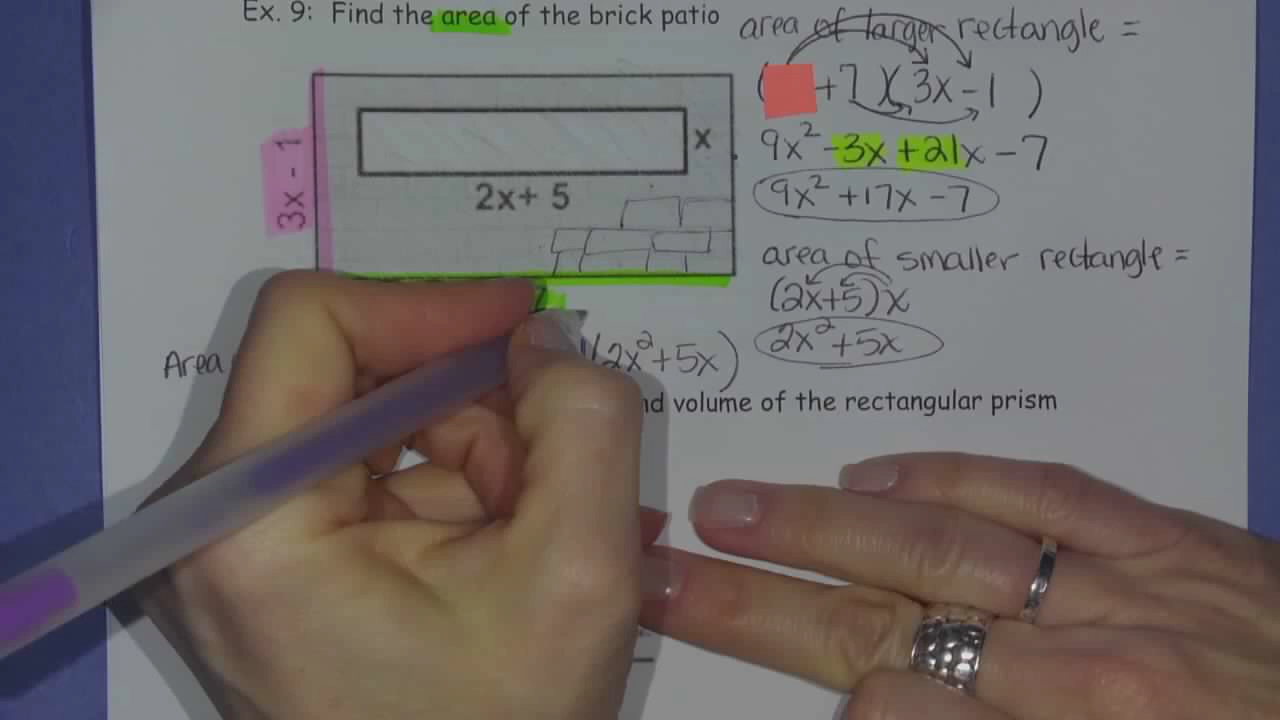 Ex. 9: Find the area of the brick patio
3x - 1
x
2x+ 5
area of larger rectangle =
( +7)(3x-1)
9x² -3x +21x -7
9x² +17x -7
area of smaller rectangle =
(2x+5)x
2x²+5x
Area
(2x²+5x)
volume of the rectangular prism